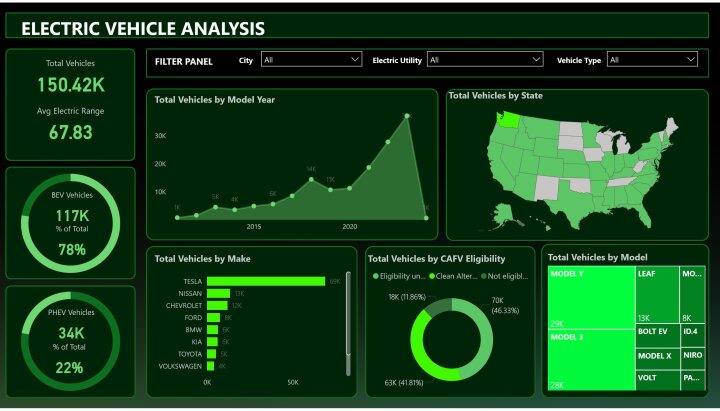 ELECTRIC VEHICLE ANALYSIS
Total Vehicles
150.42K
Avg Electric Range
67.83
FILTER PANEL
City
All
Electric Utility
All
Vehicle Type
All
BEV Vehicles
117K
% of Total
78%
PHEV Vehicles
34K
% of Total
22%
Total Vehicles by Model Year
30K
20K
10K
1K
5K
4K
6K
14K
11K
2015
2020
Total Vehicles by State
Total Vehicles by Make
TESLA 69K
NISSAN 13K
CHEVROLET 12K
FORD 8K
BMW 6K
KIA 6K
TOYOTA 5K
VOLKSWAGEN 4K
0K 50K
Total Vehicles by CAFV Eligibility
Eligibility un... Clean Alter... Not eligibl...
18K (11.86%)
70K
(46.33%)
63K (41.81%)
Total Vehicles by Model
MODEL Y
29K
MODEL 3
28K
LEAF
13K
MO...
8K
BOLT EV
ID.4
MODEL X
NIRO
VOLT
PA...